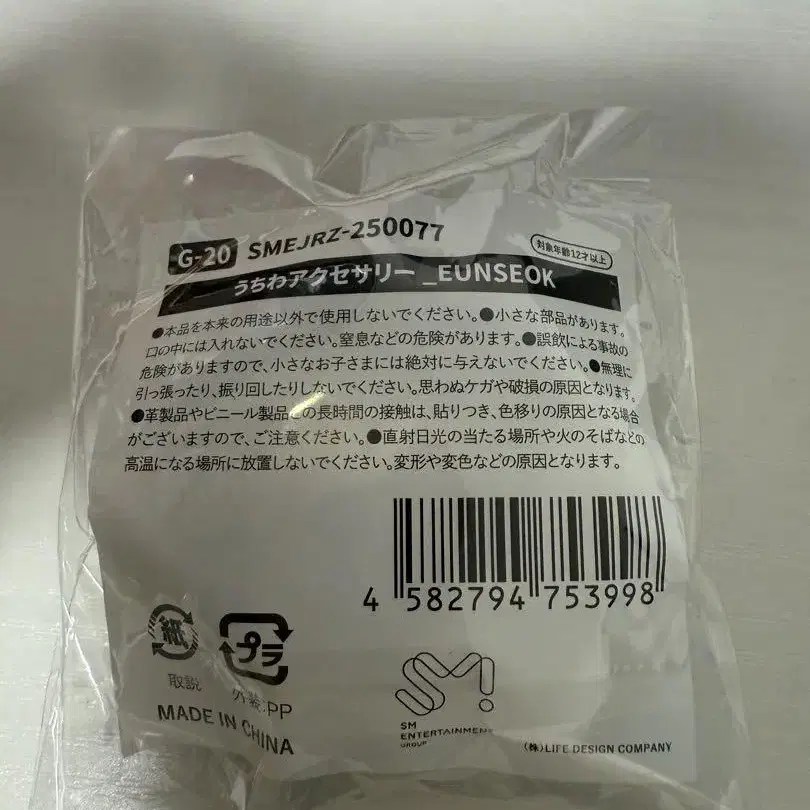 G-20 SMEJRZ-250077 対象年齢12才以上
うちわアクセサリー _EUNSEOK
●本品を本来の用途以外で使用しないでください。●小さな部品があります。
口の中には入れないでください。窒息などの危険があります。●誤飲による事故の
危険がありますので、小さなお子さまには絶対に与えないでください。●無理に
引っ張ったり、振り回したりしないでください。思わぬケガや破損の原因となります。
●革製品やビニール製品との長時間の接触は、貼りつき、色移りの原因となる場合
がございますので、ご注意ください。●直射日光の当たる場所や火のそばなどの
高温になる場所に放置しないでください。変形や変色などの原因となります。
4 582794 753998
紙
プラ
取説
外装:PP
MADE IN CHINA
SM
SM
ENTERTAINMENT
GROUP
(株)LIFE DESIGN COMPANY